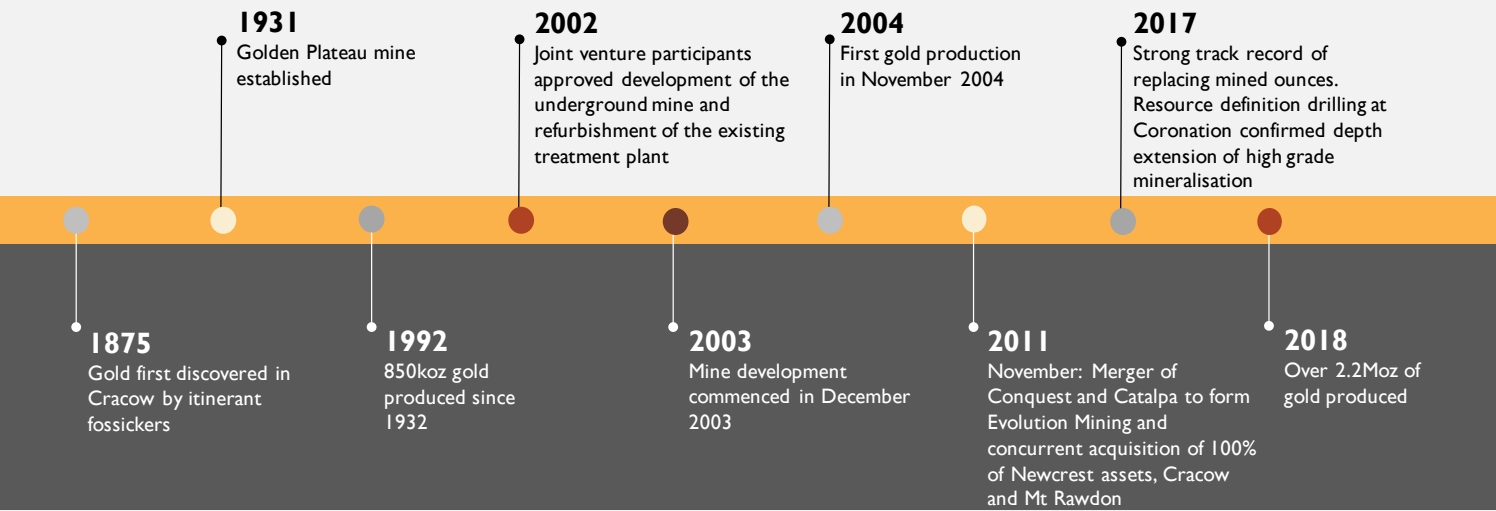 1931
Golden Plateau mine
established
2002
Joint venture participants
approved development of the
underground mine and
refurbishment of the existing
treatment plant
2004
First gold production
in November 2004
2017
Strong track record of
replacing mined ounces.
Resource definition drilling at
Coronation confirmed depth
extension of high grade
mineralisation
1875
Gold first discovered in
Cracow by itinerant
fossickers
1992
850koz gold
produced since
1932
2003
Mine development
commenced in December
2003
2011
November: Merger of
Conquest and Catalpa to form
Evolution Mining and
concurrent acquisition of 100%
of Newcrest assets, Cracow
and Mt Rawdon
2018
Over 2.2Moz of
gold produced